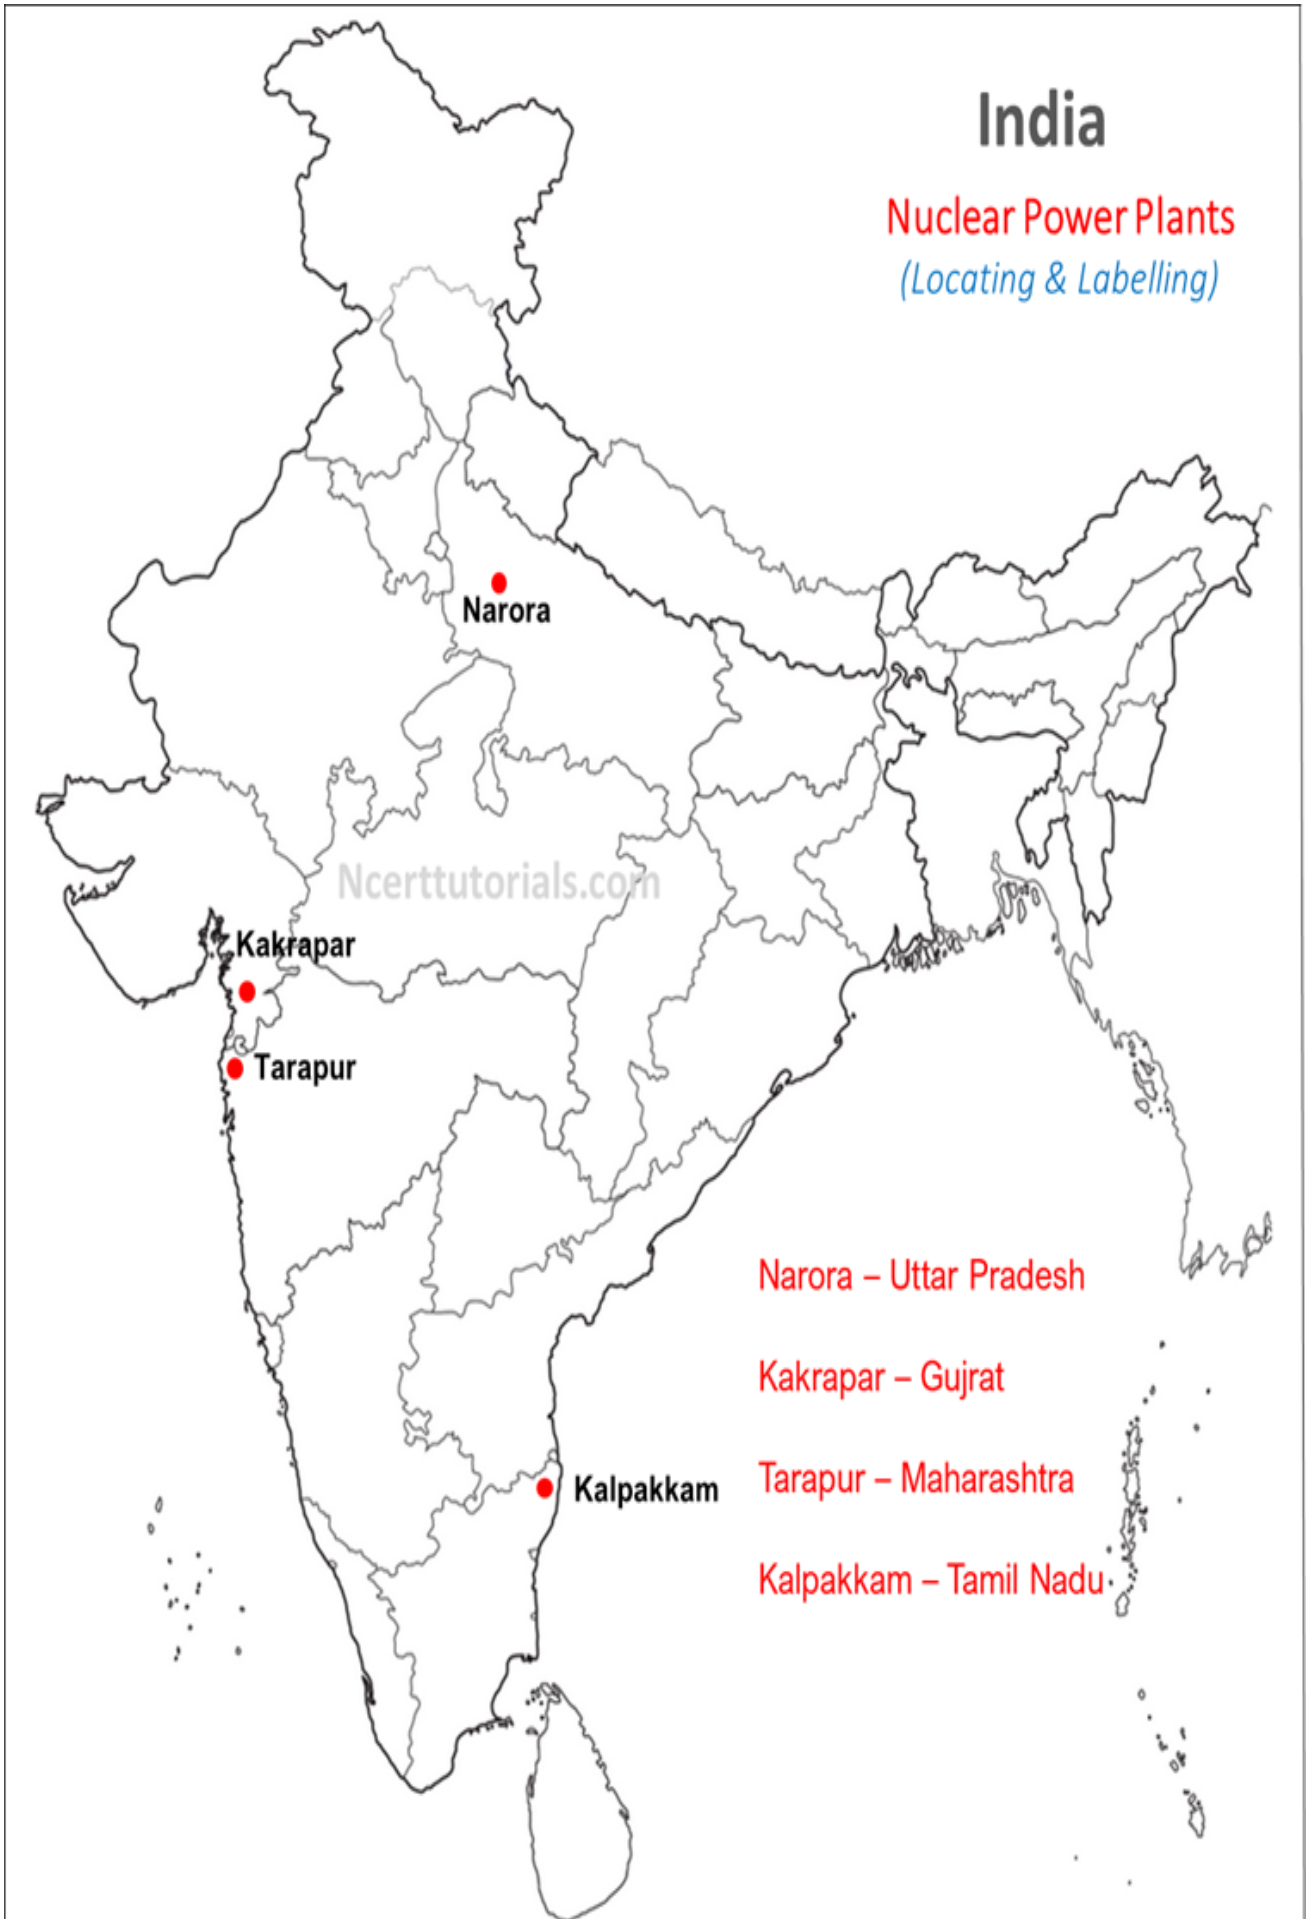 India
Nuclear Power Plants
(Locating & Labelling)
Narora
Ncerttutorials.com
Kakrapar
Tarapur
Narora – Uttar Pradesh
Kakrapar – Gujrat
Tarapur – Maharashtra
Kalpakkam
Kalpakkam – Tamil Nadu